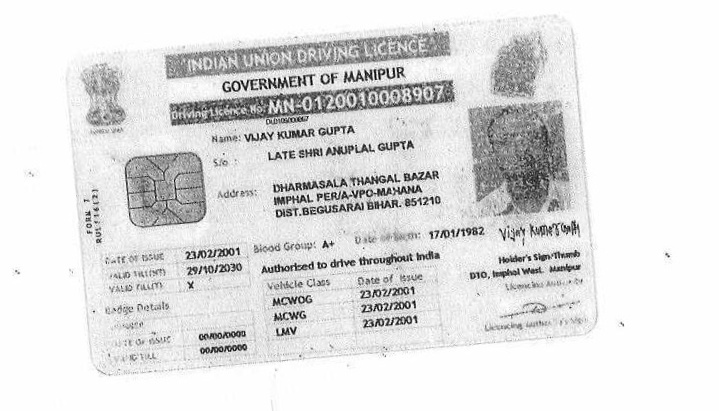 INDIAN UNION DRIVING LICENCE
GOVERNMENT OF MANIPUR
Driving Licence No. MN-0120010008907
Name: VIJAY KUMAR GUPTA
S/o : LATE SHRI ANUPLAL GUPTA
Address: DHARMASALA THANGAL BAZAR
IMPHAL PER/A-VPO-MAHANA
DIST.BEGUSARAI BIHAR. 851210
FORM 7
RULE 16(2)
DATE OF ISSUE 23/02/2001 Blood Group: A+ Date of Birth: 17/01/1982
VALID TILL(NT) 29/10/2030 Authorised to drive throughout India
VALID TILL(T) X
Vehicle Class Date of Issue
MCWOG 23/02/2001
MCWG 23/02/2001
LMV 23/02/2001
Badge Details
DATE OF ISSUE 00/00/0000
VALID TILL 00/00/0000
Vijay Kumar Gupta
Holder's Sign/Thumb
DTO, Imphal West, Manipur
Licencing Authority
Licencing Author Sign